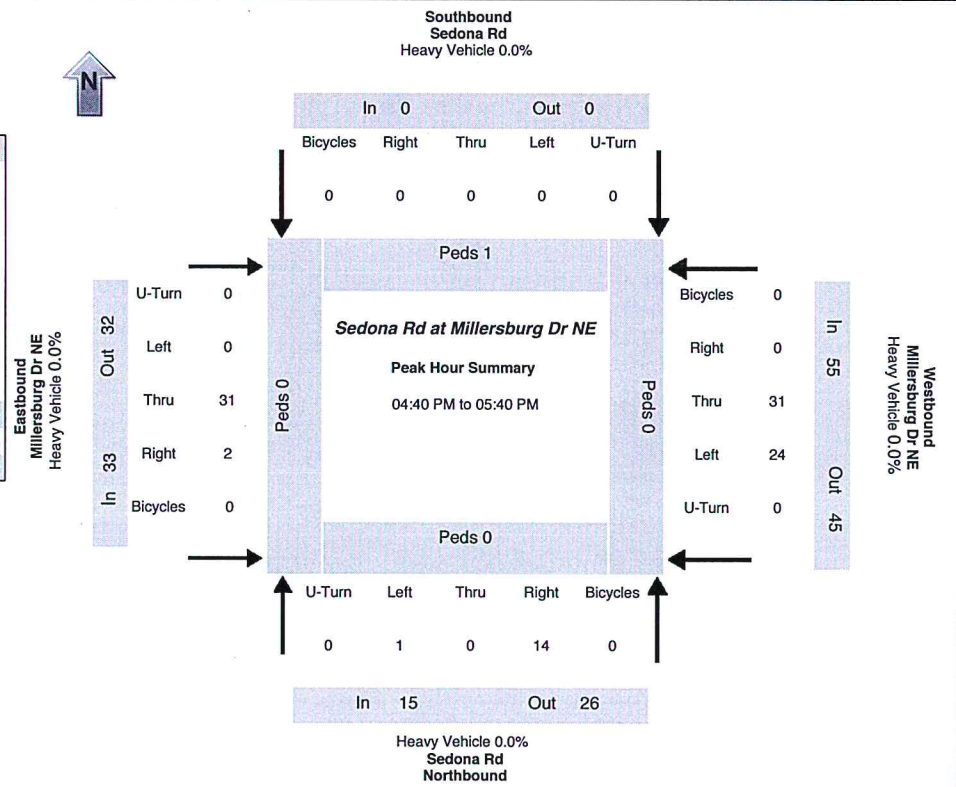 Southbound
Sedona Rd
Heavy Vehicle 0.0%
N
In 0 Out 0
Bicycles Right Thru Left U-Turn
0 0 0 0 0
Peds 1
U-Turn 0
Left 0
Thru 31
Right 2
Bicycles 0
Out 32
In 33
Eastbound
Millersburg Dr NE
Heavy Vehicle 0.0%
Peds 0
Sedona Rd at Millersburg Dr NE
Peak Hour Summary
04:40 PM to 05:40 PM
Peds 0
Bicycles 0
Right 0
Thru 31
Left 24
U-Turn 0
In 55
Out 45
Westbound
Millersburg Dr NE
Heavy Vehicle 0.0%
Peds 0
U-Turn Left Thru Right Bicycles
0 1 0 14 0
In 15 Out 26
Heavy Vehicle 0.0%
Sedona Rd
Northbound